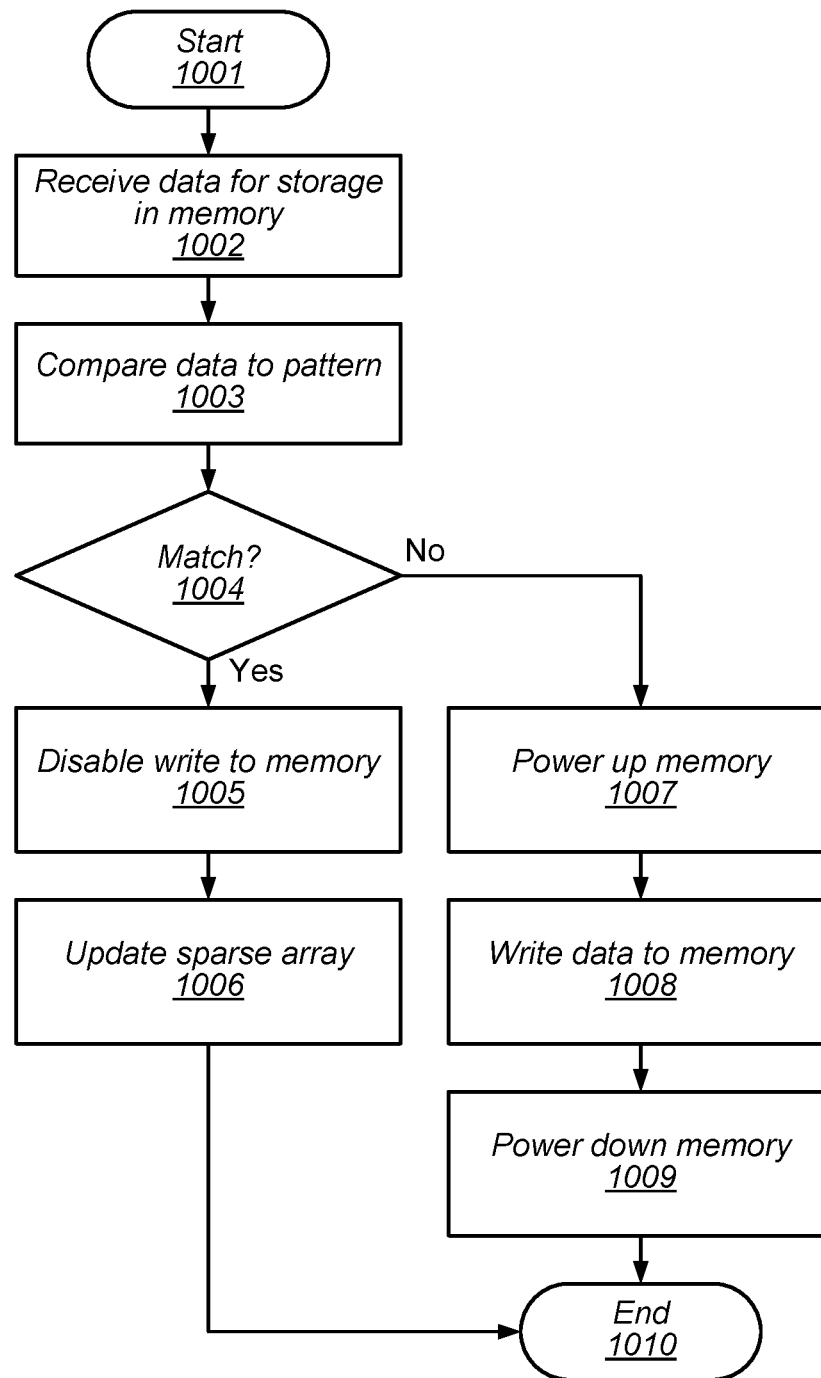 Start
1001
Receive data for storage
in memory
1002
Compare data to pattern
1003
Match?
1004
No
Yes
Disable write to memory
1005
Power up memory
1007
Update sparse array
1006
Write data to memory
1008
Power down memory
1009
End
1010